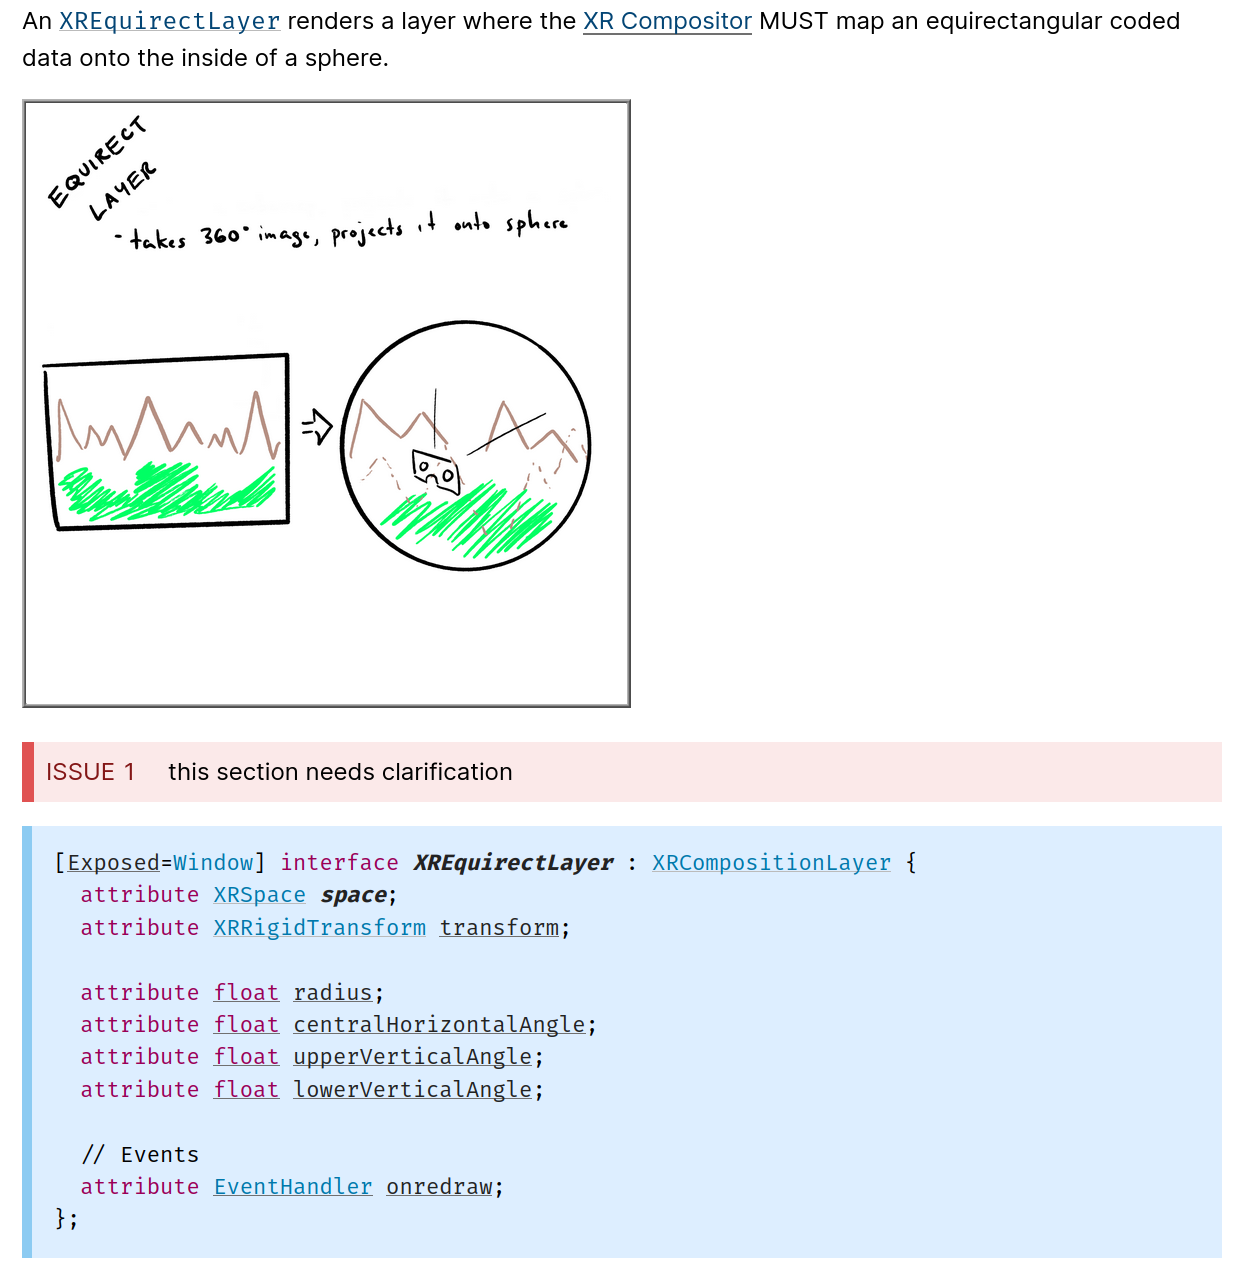 An XREquirectLayer renders a layer where the XR Compositor MUST map an equirectangular coded
data onto the inside of a sphere.
EQUIRECT
LAYER
- takes 360° image, projects it onto sphere
ISSUE 1 this section needs clarification
[Exposed=Window] interface XREquirectLayer : XRCompositionLayer {
  attribute XRSpace space;
  attribute XRRigidTransform transform;
  attribute float radius;
  attribute float centralHorizontalAngle;
  attribute float upperVerticalAngle;
  attribute float lowerVerticalAngle;
  // Events
  attribute EventHandler onredraw;
};